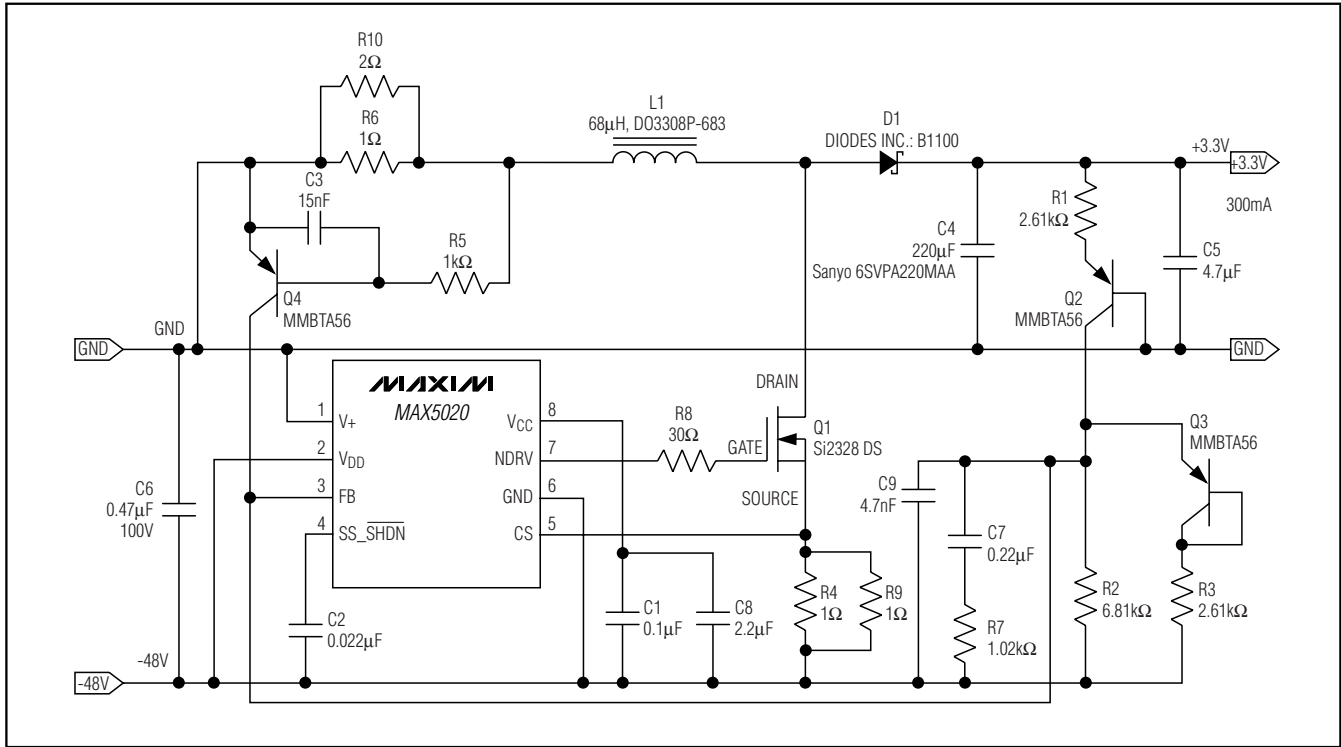 R10
2Ω
R6
1Ω
C3
15nF
R5
1kΩ
Q4
MMBTA56
L1
68μH, DO3308P-683
D1
DIODES INC.: B1100
+3.3V
+3.3V
300mA
R1
2.61kΩ
C4
220μF
Sanyo 6SVPA220MAA
C5
4.7μF
Q2
MMBTA56
GND
GND
GND
MAXIM
MAX5020
1
V+
2
VDD
3
FB
4
SS_SHDN
8
VCC
7
NDRV
6
GND
5
CS
C6
0.47μF
100V
R8
30Ω
DRAIN
GATE
SOURCE
Q1
Si2328 DS
Q3
MMBTA56
C9
4.7nF
C7
0.22μF
R7
1.02kΩ
R2
6.81kΩ
R3
2.61kΩ
C2
0.022μF
C1
0.1μF
C8
2.2μF
R4
1Ω
R9
1Ω
-48V
-48V